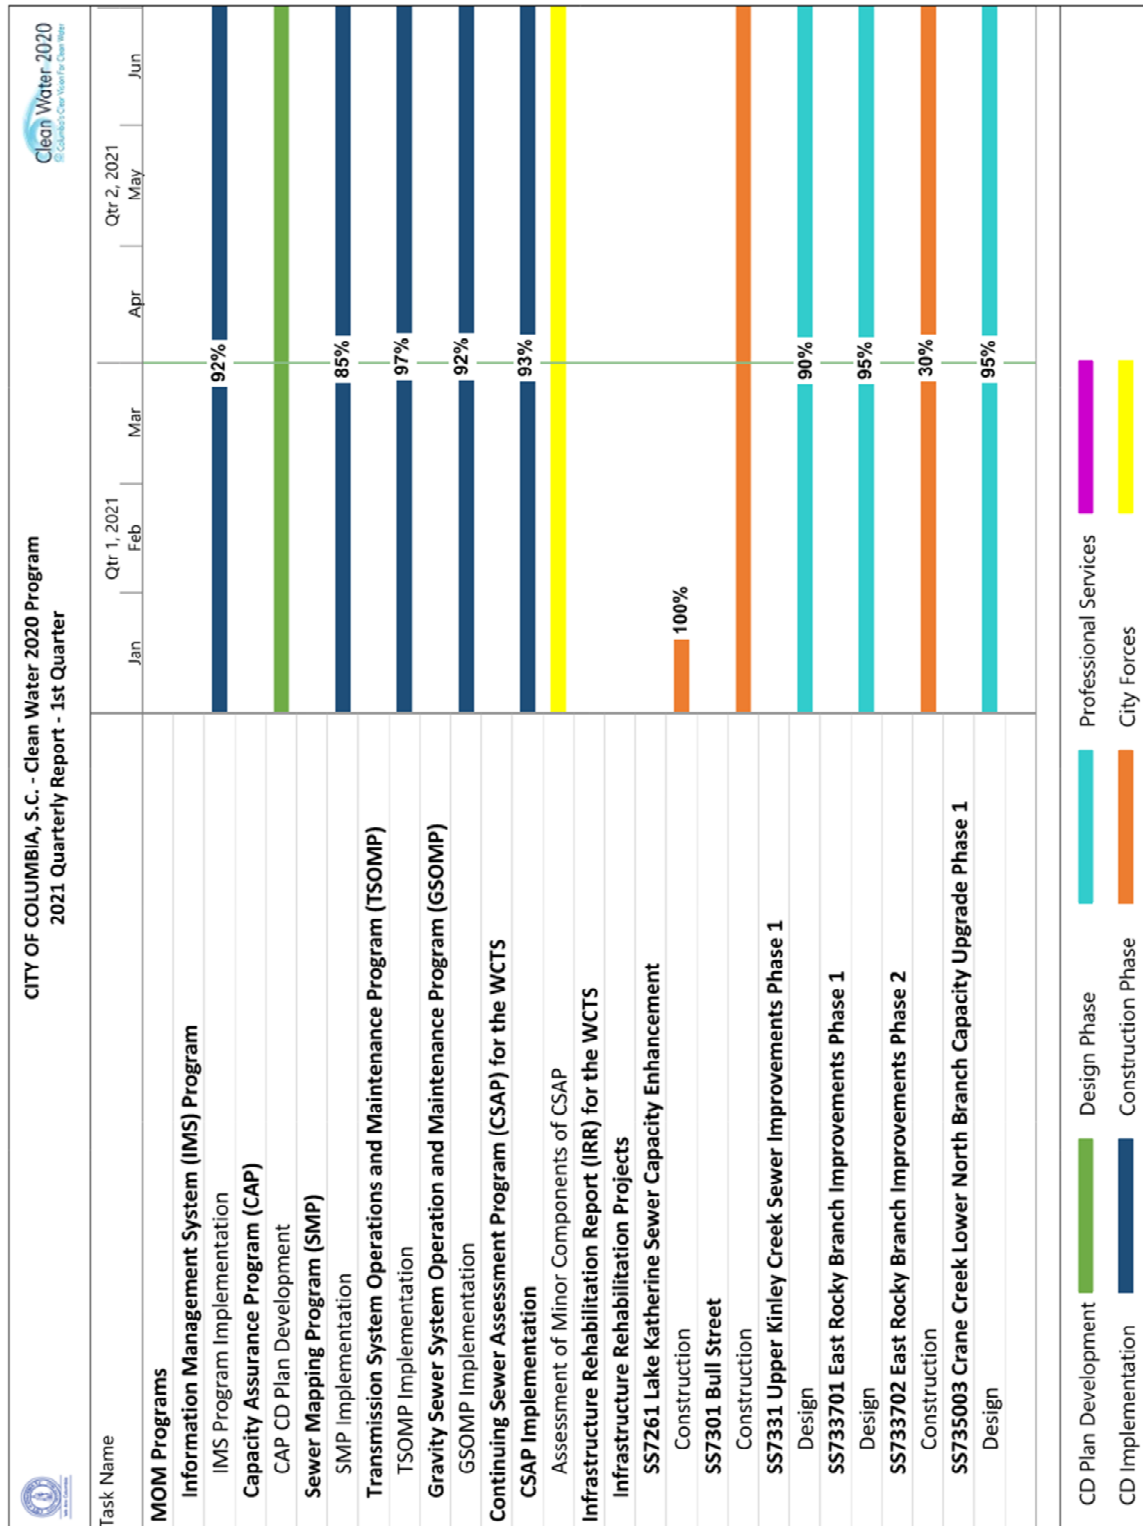 CITY OF COLUMBIA, S.C. - Clean Water 2020 Program
2021 Quarterly Report - 1st Quarter
Clean Water 2020
Columbia's Clear Vision For Clean Water
Task Name
Qtr 1, 2021
Qtr 2, 2021
Jan
Feb
Mar
Apr
May
Jun
MOM Programs
Information Management System (IMS) Program
IMS Program Implementation
92%
Capacity Assurance Program (CAP)
CAP CD Plan Development
Sewer Mapping Program (SMP)
SMP Implementation
85%
Transmission System Operations and Maintenance Program (TSOMP)
TSOMP Implementation
97%
Gravity Sewer System Operation and Maintenance Program (GSOMP)
GSOMP Implementation
92%
Continuing Sewer Assessment Program (CSAP) for the WCTS
CSAP Implementation
93%
Assessment of Minor Components of CSAP
Infrastructure Rehabilitation Report (IRR) for the WCTS
Infrastructure Rehabilitation Projects
SS7261 Lake Katherine Sewer Capacity Enhancement
Construction
100%
SS7301 Bull Street
Construction
SS7331 Upper Kinley Creek Sewer Improvements Phase 1
Design
90%
SS733701 East Rocky Branch Improvements Phase 1
Design
95%
SS733702 East Rocky Branch Improvements Phase 2
Construction
30%
SS735003 Crane Creek Lower North Branch Capacity Upgrade Phase 1
Design
95%
CD Plan Development
Design Phase
Professional Services
CD Implementation
Construction Phase
City Forces